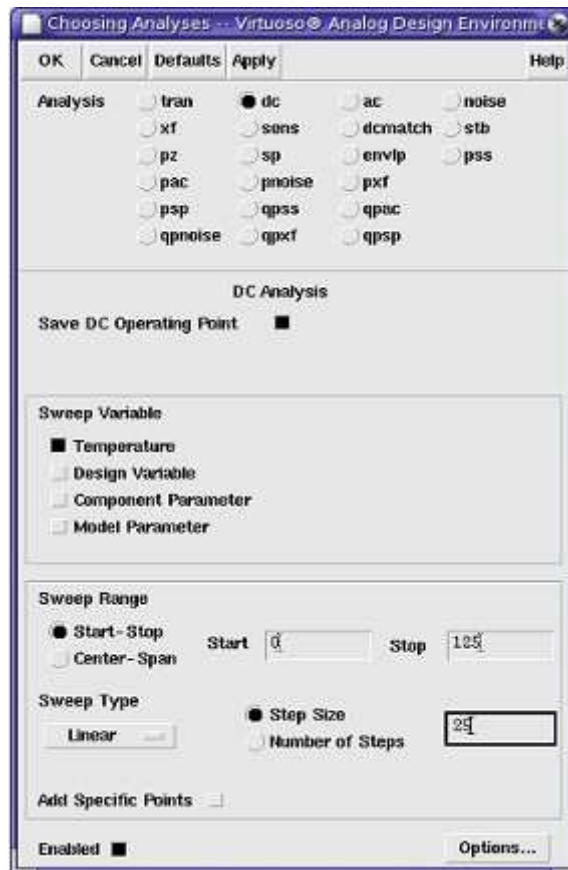 Choosing Analyses -- Virtuoso® Analog Design Environme
OK Cancel Defaults Apply Help
Analysis tran dc ac noise
xf sens dcmatch stb
pz sp envlp pss
pac pnoise pxf
psp qpss qpac
qpnoise qpxf qpsp
DC Analysis
Save DC Operating Point
Sweep Variable
Temperature
Design Variable
Component Parameter
Model Parameter
Sweep Range
Start-Stop
Center-Span
Start 0 Stop 125
Sweep Type
Linear
Step Size
Number of Steps
25
Add Specific Points
Enabled Options...